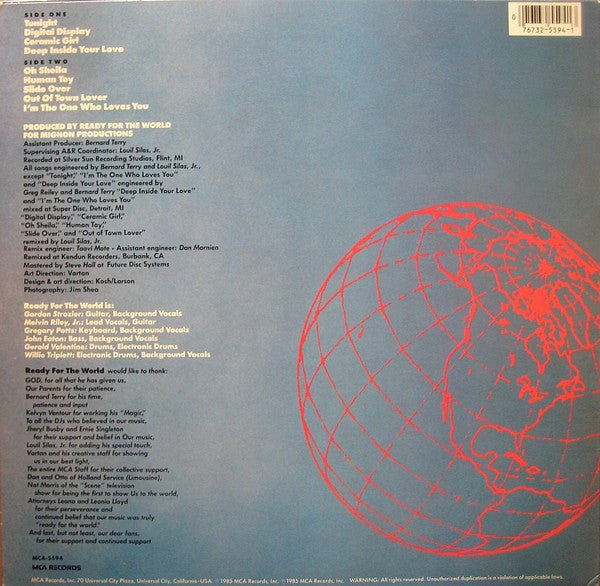 SIDE ONE
Tonight
Digital Display
Ceramic Girl
Deep Inside Your Love
SIDE TWO
Oh Sheila
Human Toy
Slide Over
Out Of Town Lover
I'm The One Who Loves You
PRODUCED BY READY FOR THE WORLD
FOR MIGNON PRODUCTIONS
Assistant Producer: Bernard Terry
Supervising A&R Coordinator: Louil Silas, Jr.
Recorded at Silver Sun Recording Studios, Flint, MI
All songs engineered by Bernard Terry and Louil Silas, Jr.,
except "Tonight," "I'm The One Who Loves You"
and "Deep Inside Your Love" engineered by
Greg Reiley and Bernard Terry "Deep Inside Your Love"
and "I'm The One Who Loves You"
mixed at Super Disc, Detroit, MI
"Digital Display," "Ceramic Girl,"
"Oh Sheila," "Human Toy,"
"Slide Over," and "Out of Town Lover"
remixed by Louil Silas, Jr.
Remix engineer: Taavi Mote • Assistant engineer: Dan Marnien
Remixed at Kendun Recorders, Burbank, CA
Mastered by Steve Hall at Future Disc Systems
Art Direction: Vartan
Design & art direction: Kosh/Larson
Photography: Jim Shea
Ready For The World is:
Gordon Strozier: Guitar, Background Vocals
Melvin Riley, Jr.: Lead Vocals, Guitar
Gregory Potts: Keyboard, Background Vocals
John Eaton: Bass, Background Vocals
Gerald Valentine: Drums, Electronic Drums
Willie Triplett: Electronic Drums, Background Vocals
Ready For The World would like to thank:
GOD, for all that he has given us,
Our Parents for their patience,
Bernard Terry for his time,
patience and input
Kelvyn Ventour for working his "Magic,"
To all the DJs who believed in our music,
Jheryl Busby and Ernie Singleton
for their support and belief in Our music,
Louil Silas, Jr. for adding his special touch,
Vartan and his creative staff for showing
us in our best light,
The entire MCA Staff for their collective support,
Dan and Otto of Holland Service (Limousine),
Nat Morris of the "Scene" television
show for being the first to show Us to the world,
Attorneys Leona and Leonia Lloyd
for their perseverance and
continued belief that our music was truly
"ready for the world."
And last, but not least, our dear fans,
for their support and continued support
MCA-5594
MCA RECORDS
MCA Records, Inc. 70 Universal City Plaza, Universal City, California-USA. ℗ 1985 MCA Records, Inc. © 1985 MCA Records, Inc. WARNING: All rights reserved. Unauthorized duplication is a violation of applicable laws.
0 76732-5594-1